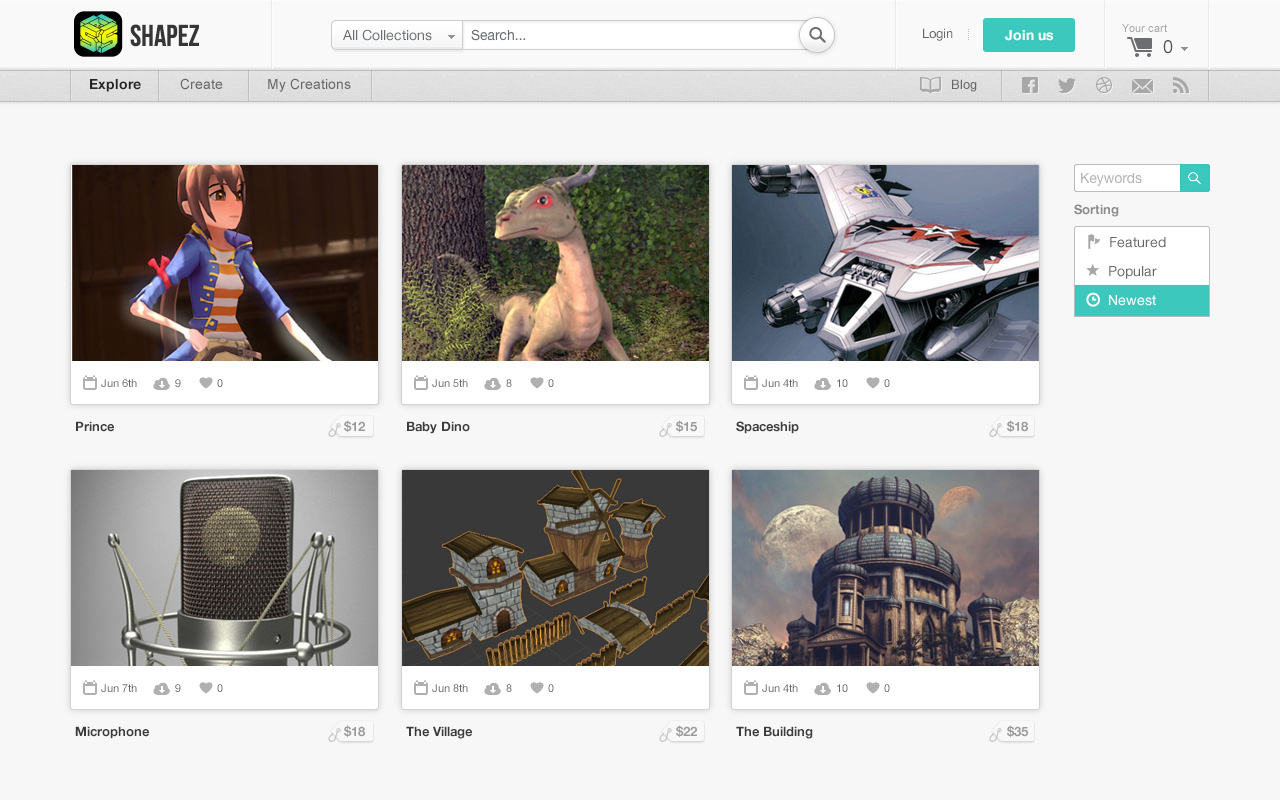 SHAPEZ
All Collections
Search...
Login
Join us
Your cart
0
Explore
Create
My Creations
Blog
Keywords
Sorting
Featured
Popular
Newest
Jun 6th 9 0
Prince $12
Jun 5th 8 0
Baby Dino $15
Jun 4th 10 0
Spaceship $18
Jun 7th 9 0
Microphone $18
Jun 8th 8 0
The Village $22
Jun 4th 10 0
The Building $35